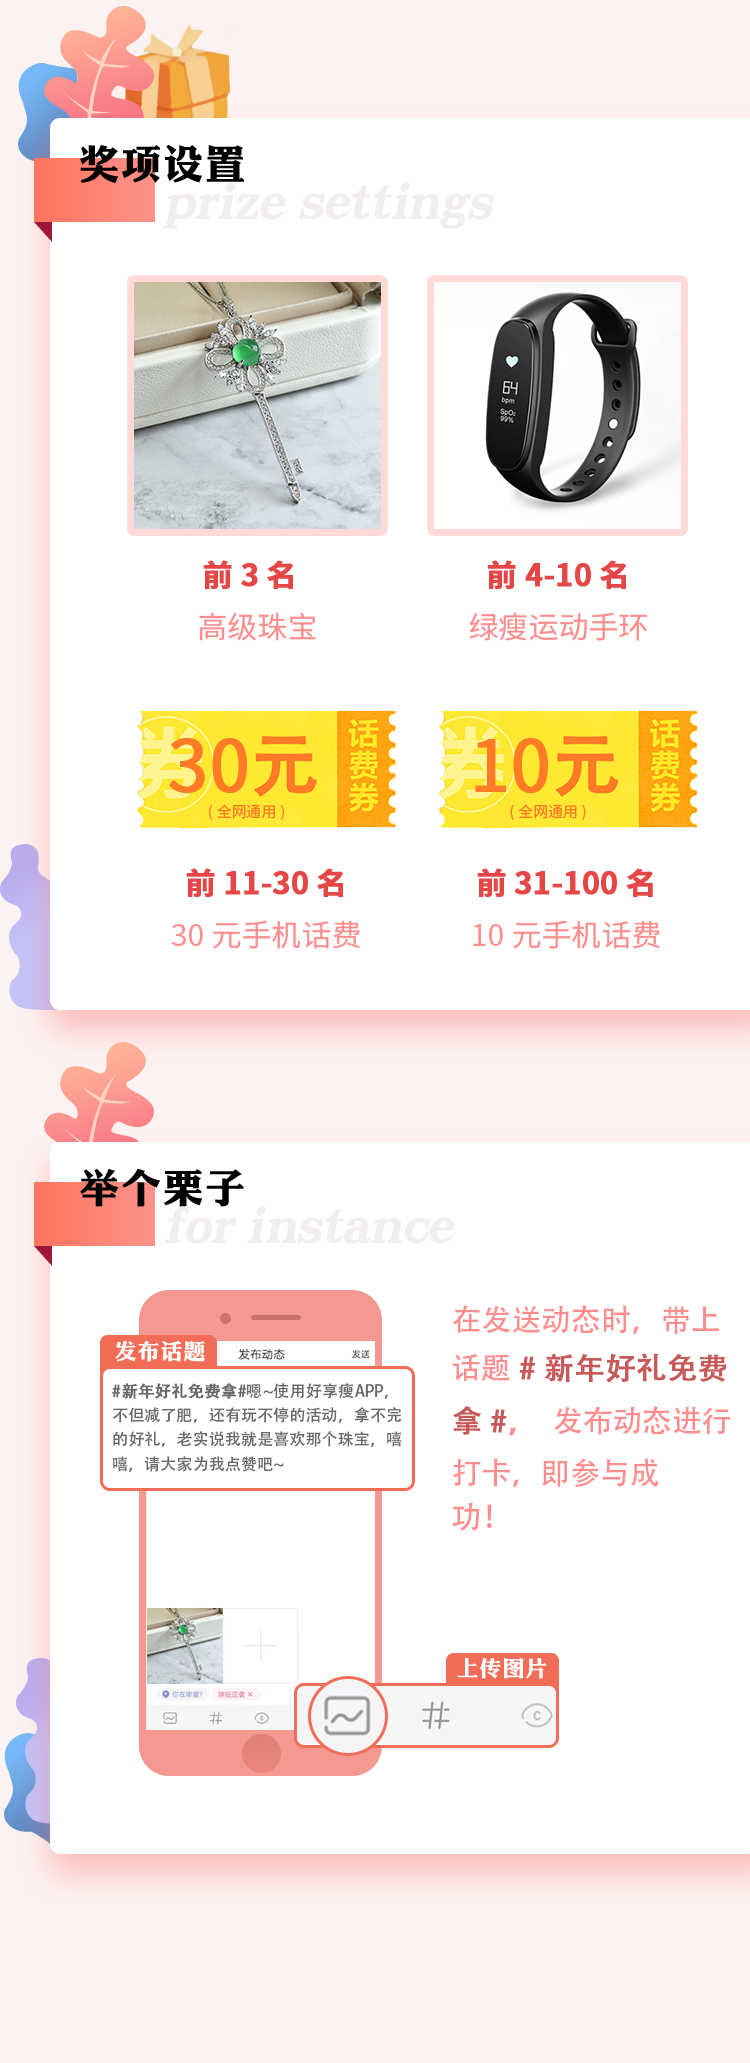 奖项设置
prize settings
64
bpm
SpO₂
99%
前 3 名
前 4-10 名
高级珠宝
绿瘦运动手环
券
30元
(全网通用)
话费券
券
10元
(全网通用)
话费券
前 11-30 名
前 31-100 名
30 元手机话费
10 元手机话费
举个栗子
for instance
发布话题
发布动态
发送
#新年好礼免费拿#嗯~使用好享瘦APP,
不但减了肥，还有玩不停的活动，拿不完
的好礼，老实说我就是喜欢那个珠宝，嘻
嘻，请大家为我点赞吧~
在发送动态时，带上
话题 # 新年好礼免费
拿 #， 发布动态进行
打卡，即参与成
功！
上传图片
你在哪里?
#
C
#
C